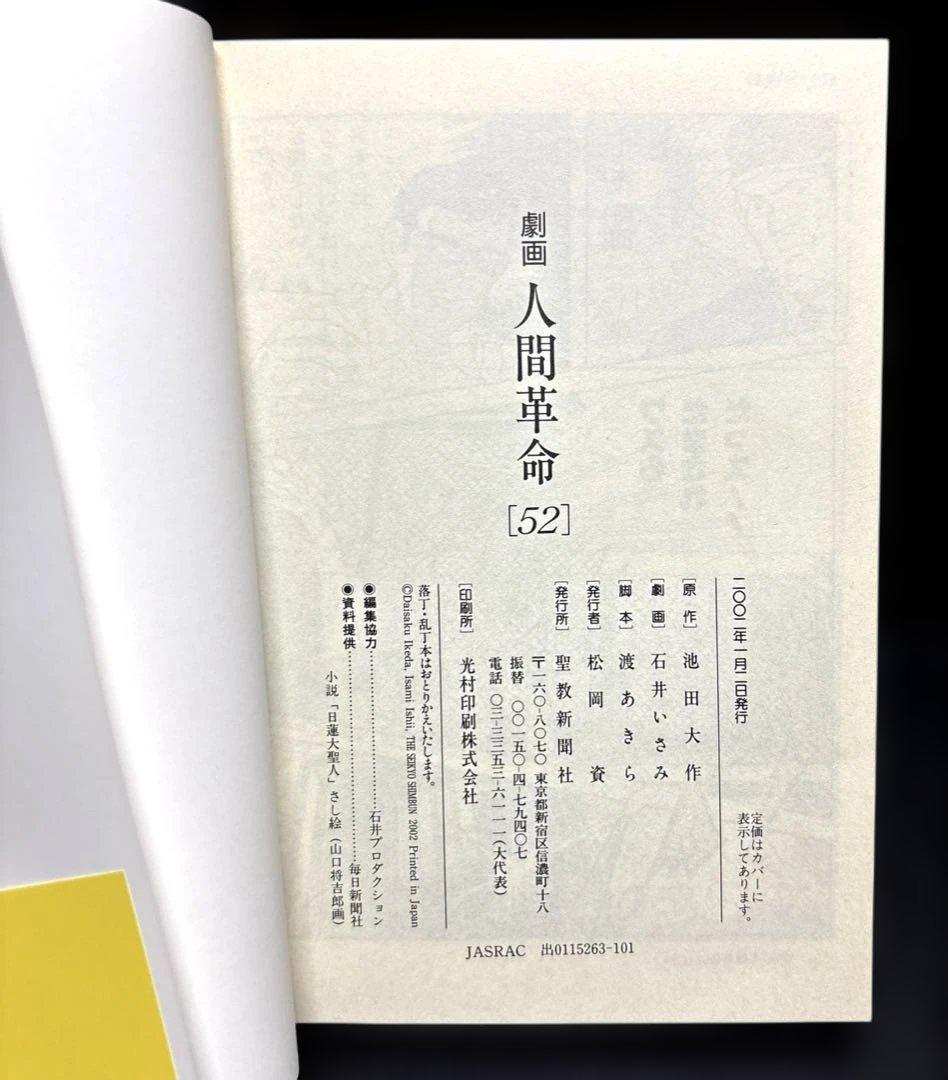 劇画
人間革命
[52]
二〇〇二年一月二日発行
定価はカバーに
表示してあります。
[原作] 池田大作
[劇画] 石井いさみ
[脚本] 渡あきら
[発行者] 松岡資
[発行所] 聖教新聞社
〒一六〇-八〇七〇 東京都新宿区信濃町十八
振替 〇〇一五〇-四-七九四〇七
電話 〇三-三三五三-六一一一(大代表)
[印刷所] 光村印刷株式会社
落丁・乱丁本はおとりかえいたします。
©Daisaku Ikeda, Isami Ishii, THE SEIKYO SHIMBUN 2002 Printed in Japan
◉編集協力………………石井プロダクション
◉資料提供………………毎日新聞社
小説「日蓮大聖人」さし絵(山口将吉郎画)
JASRAC 出0115263-101